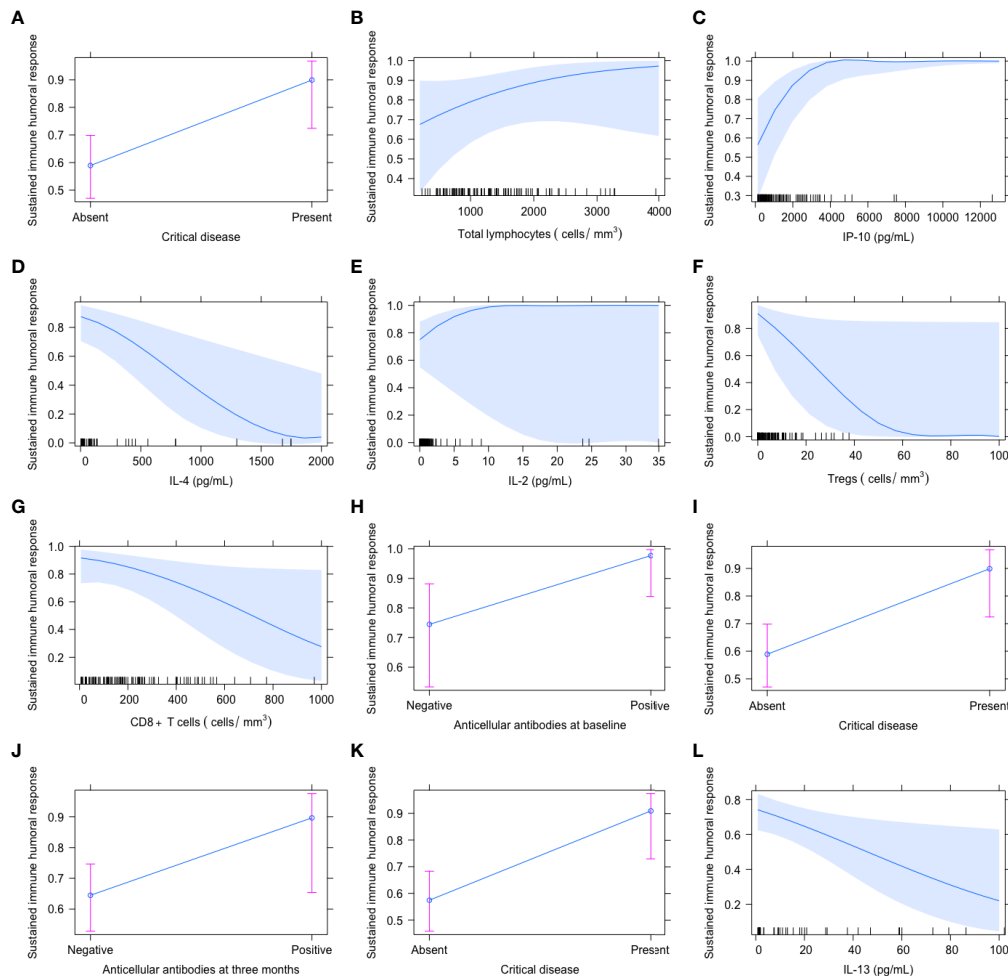 A
Sustained immune humoral response
0.9
0.8
0.7
0.6
0.5
Absent
Present
Critical disease
B
Sustained immune humoral response
1.0
0.9
0.8
0.7
0.6
0.5
0.4
1000 2000 3000 4000
Total lymphocytes ( cells/ mm³)
C
Sustained immune humoral response
1.0
0.9
0.8
0.7
0.6
0.5
0.4
0.3
0 2000 4000 6000 8000 10000 12000
IP-10 (pg/mL)
D
Sustained immune humoral response
0.8
0.6
0.4
0.2
0.0
0 500 1000 1500 2000
IL-4 (pg/mL)
E
Sustained immune humoral response
1.0
0.8
0.6
0.4
0.2
0.0
0 5 10 15 20 25 30 35
IL-2 (pg/mL)
F
Sustained immune humoral response
0.8
0.6
0.4
0.2
0.0
0 20 40 60 80 100
Tregs ( cells/ mm³)
G
Sustained immune humoral response
1.0
0.8
0.6
0.4
0.2
0 200 400 600 800 1000
CD8+ T cells ( cells/ mm³)
H
Sustained immune humoral response
1.0
0.9
0.8
0.7
0.6
Negative
Positive
Anticellular antibodies at baseline
I
Sustained immune humoral response
0.9
0.8
0.7
0.6
0.5
Absent
Present
Critical disease
J
Sustained immune humoral response
0.9
0.8
0.7
0.6
Negative
Positive
Anticellular antibodies at three months
K
Sustained immune humoral response
0.9
0.8
0.7
0.6
0.5
Absent
Present
Critical disease
L
Sustained immune humoral response
0.8
0.6
0.4
0.2
0.0
0 20 40 60 80 100
IL-13 (pg/mL)